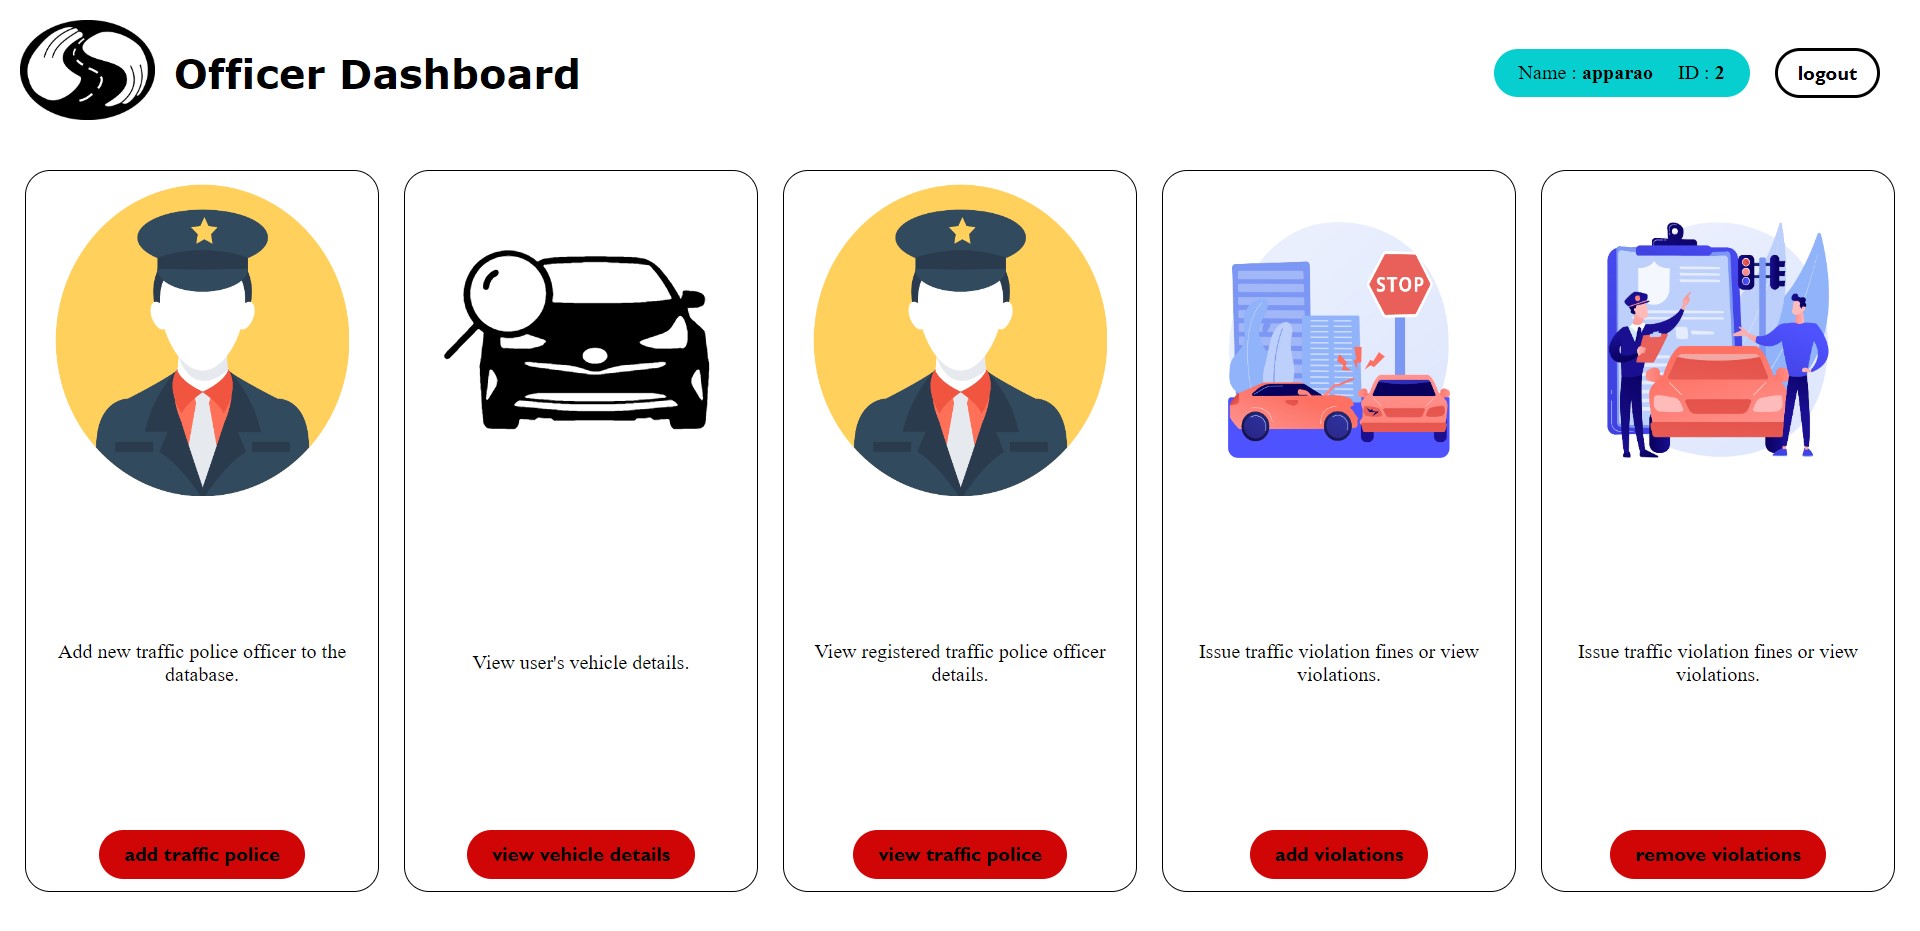 Officer Dashboard
Name : apparao ID : 2
logout
Add new traffic police officer to the
database.
add traffic police
View user's vehicle details.
view vehicle details
View registered traffic police officer
details.
view traffic police
STOP
Issue traffic violation fines or view
violations.
add violations
Issue traffic violation fines or view
violations.
remove violations